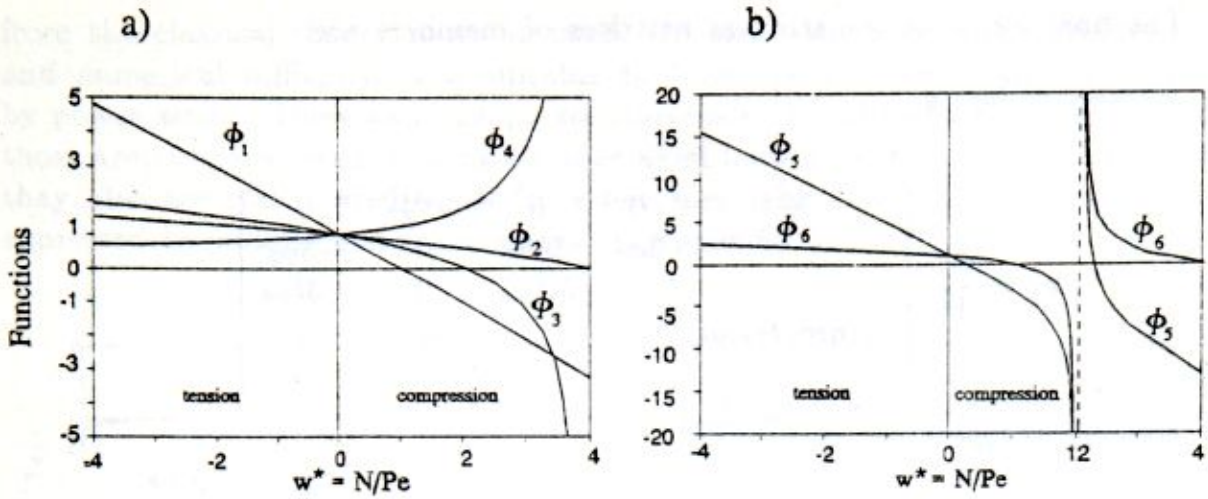 a)
5
3
1
0
-1
-3
-5
Functions
ϕ1
ϕ4
ϕ2
ϕ3
tension
compression
-4 -2 0 2 4
w* = N/Pe
b)
20
15
10
5
0
-5
-10
-15
-20
ϕ5
ϕ6
ϕ6
ϕ5
tension
compression
-4 -2 0 12 4
w* = N/Pe